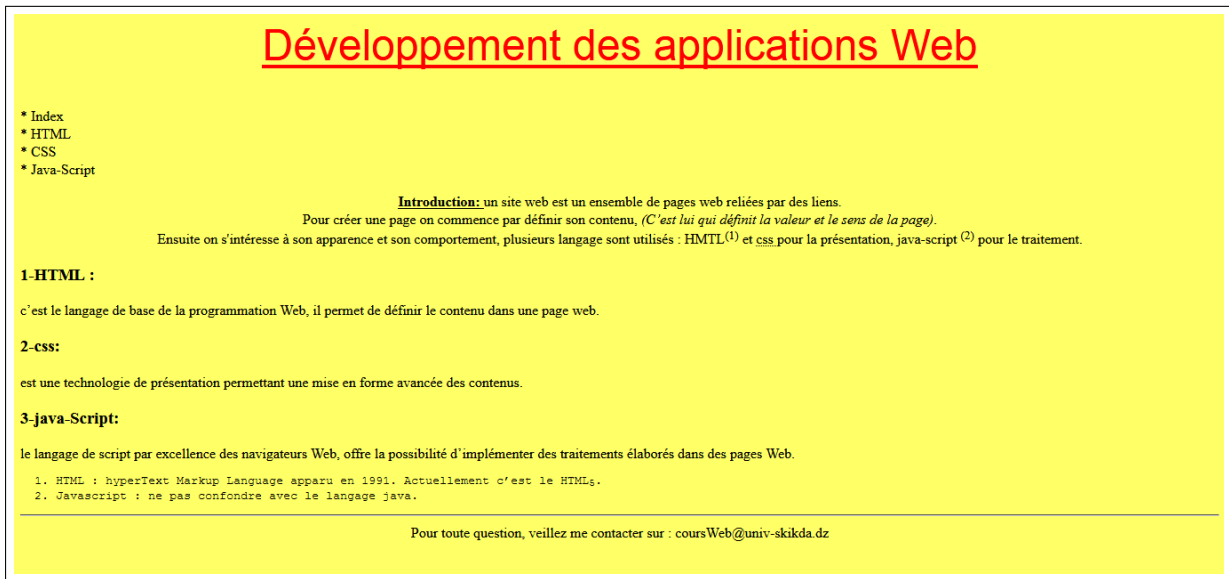 Développement des applications Web
* Index
* HTML
* CSS
* Java-Script
Introduction: un site web est un ensemble de pages web reliées par des liens.
Pour créer une page on commence par définir son contenu, (C'est lui qui définit la valeur et le sens de la page).
Ensuite on s'intéresse à son apparence et son comportement, plusieurs langage sont utilisés : HMTL(1) et css pour la présentation, java-script (2) pour le traitement.
1-HTML :
c'est le langage de base de la programmation Web, il permet de définir le contenu dans une page web.
2-css:
est une technologie de présentation permettant une mise en forme avancée des contenus.
3-java-Script:
le langage de script par excellence des navigateurs Web, offre la possibilité d'implémenter des traitements élaborés dans des pages Web.
1. HTML : hyperText Markup Language apparu en 1991. Actuellement c'est le HTML5.
2. Javascript : ne pas confondre avec le langage java.
Pour toute question, veillez me contacter sur : coursWeb@univ-skikda.dz